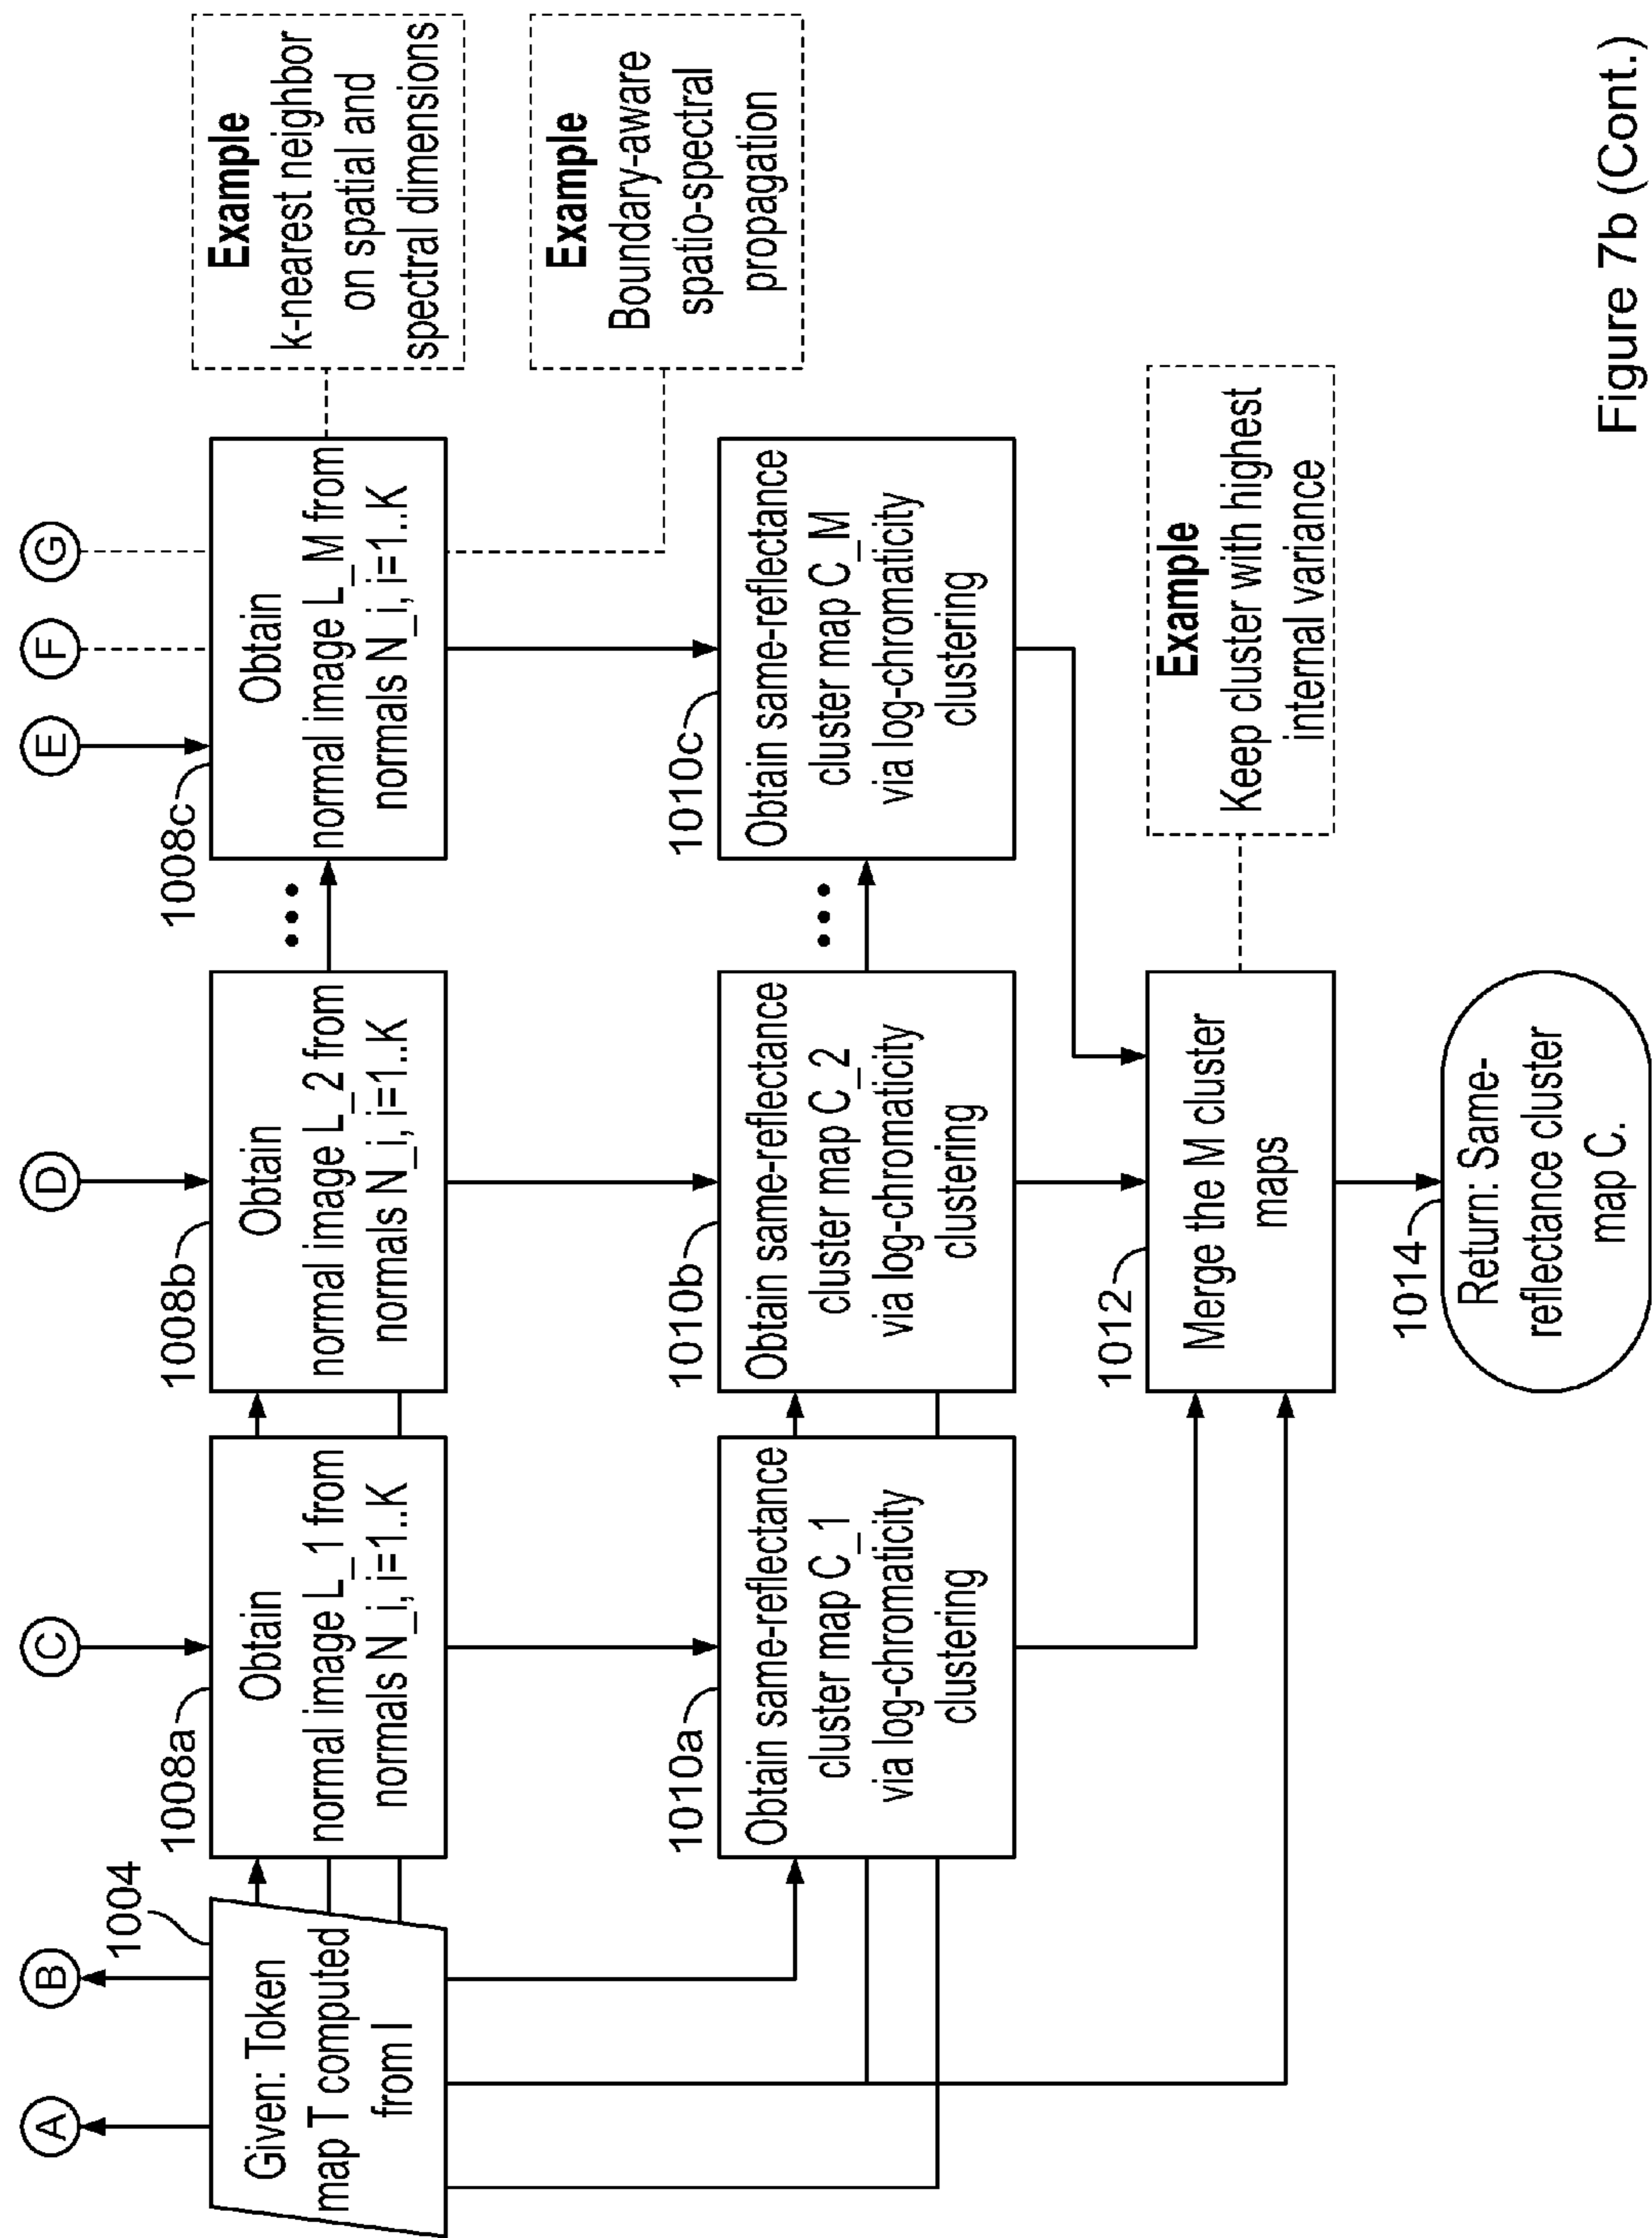 A
B
C
D
E
F
G
1004
Given: Token
map T computed
from I
1008a
Obtain
normal image L_1 from
normals N_i, i=1..K
1008b
Obtain
normal image L_2 from
normals N_i, i=1..K
•••
1008c
Obtain
normal image L_M from
normals N_i, i=1..K
Example
k-nearest neighbor
on spatial and
spectral dimensions
Example
Boundary-aware
spatio-spectral
propagation
1010a
Obtain same-reflectance
cluster map C_1
via log-chromaticity
clustering
1010b
Obtain same-reflectance
cluster map C_2
via log-chromaticity
clustering
•••
1010c
Obtain same-reflectance
cluster map C_M
via log-chromaticity
clustering
1012
Merge the M cluster
maps
Example
Keep cluster with highest
internal variance
1014
Return: Same-
reflectance cluster
map C.
Figure 7b (Cont.)